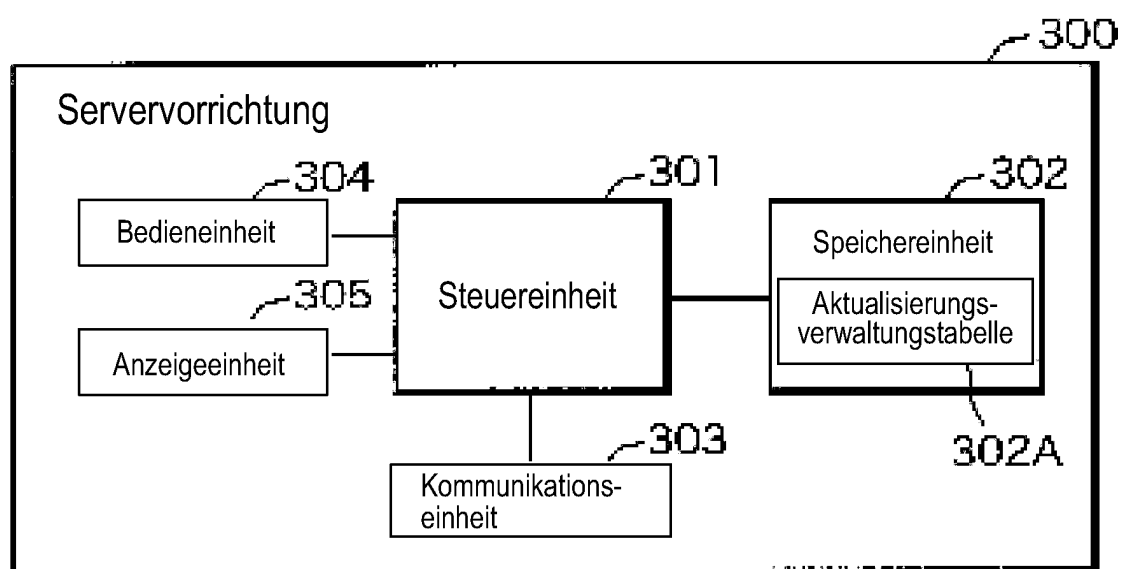 300
Servervorrichtung
304
301
302
Bedieneinheit
Speichereinheit
Steuereinheit
305
Aktualisierungs-
verwaltungstabelle
Anzeigeeinheit
303
302A
Kommunikations-
einheit